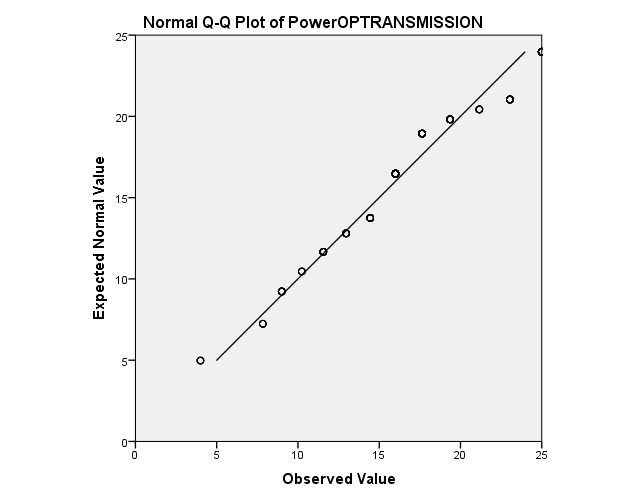 Normal Q-Q Plot of PowerOPTRANSMISSION
25
20
15
10
5
0
Expected Normal Value
0 5 10 15 20 25
Observed Value